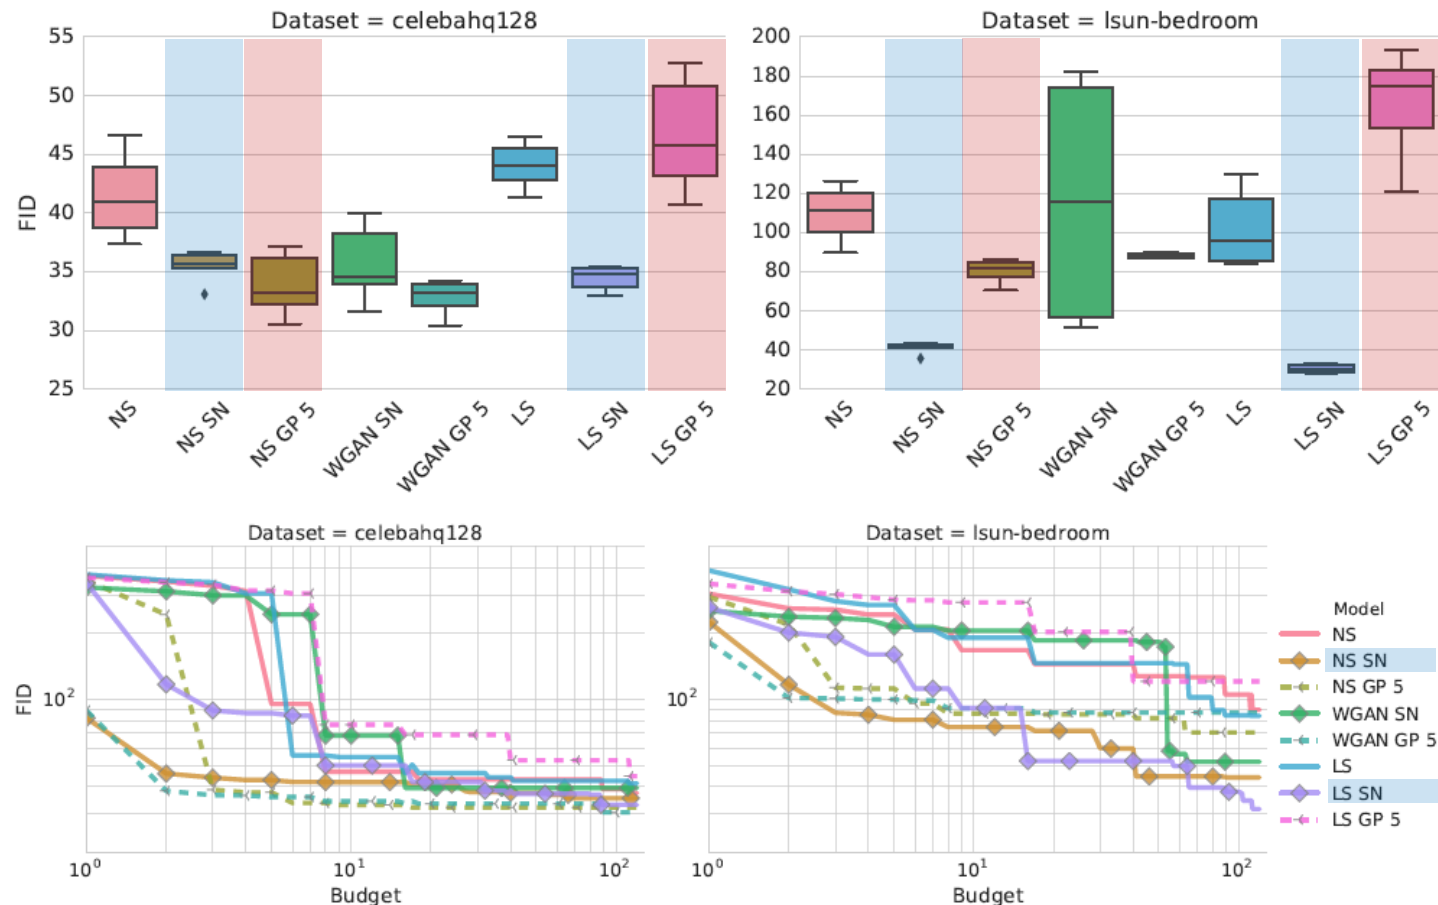 Dataset = celebahq128
55
50
45
40
35
30
25
FID
NS
NS SN
NS GP 5
WGAN SN
WGAN GP 5
LS
LS SN
LS GP 5
Dataset = lsun-bedroom
200
180
160
140
120
100
80
60
40
20
NS
NS SN
NS GP 5
WGAN SN
WGAN GP 5
LS
LS SN
LS GP 5
Dataset = celebahq128
FID
10²
10⁰
10¹
10²
Budget
Dataset = lsun-bedroom
10²
10⁰
10¹
10²
Budget
Model
NS
NS SN
NS GP 5
WGAN SN
WGAN GP 5
LS
LS SN
LS GP 5